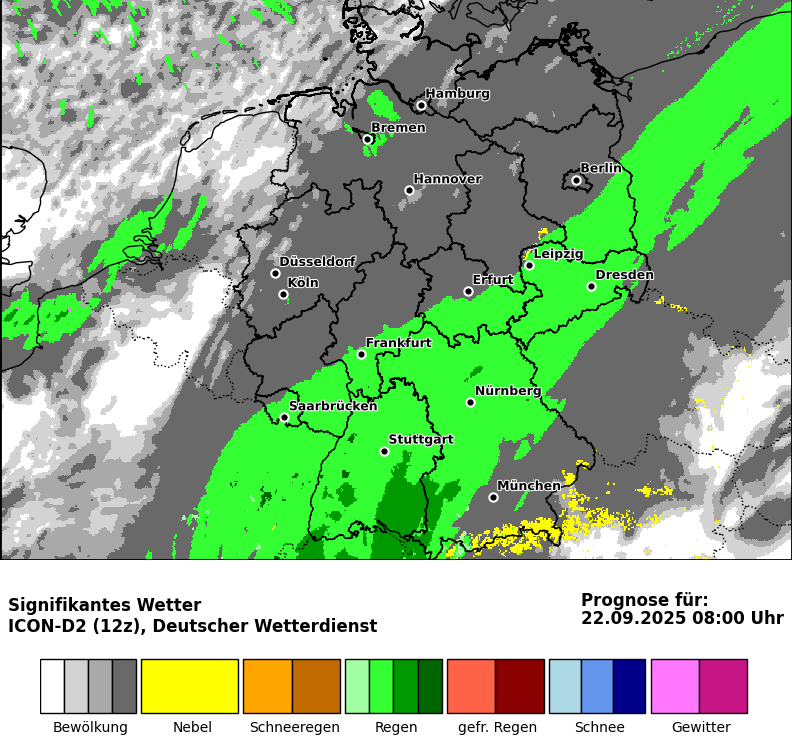 Hamburg
Bremen
Berlin
Hannover
Leipzig
Düsseldorf
Dresden
Köln
Erfurt
Frankfurt
Nürnberg
Saarbrücken
Stuttgart
München
Signifikantes Wetter
ICON-D2 (12z), Deutscher Wetterdienst
Prognose für:
22.09.2025 08:00 Uhr
Bewölkung Nebel Schneeregen Regen gefr. Regen Schnee Gewitter